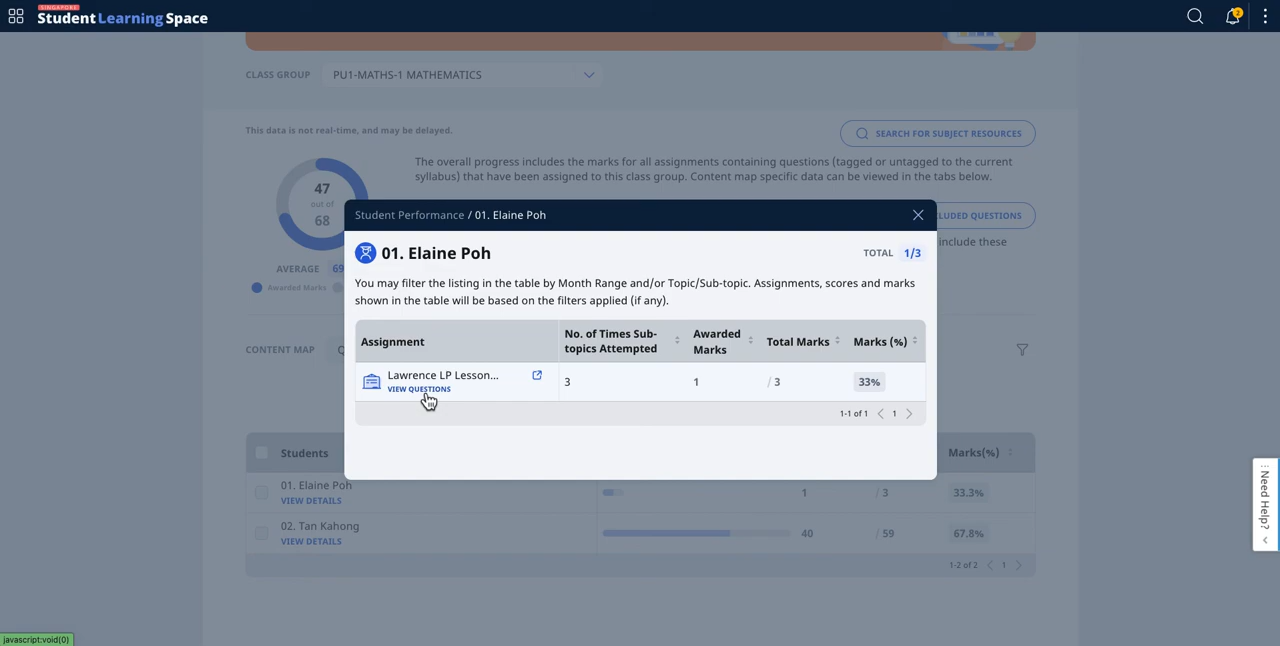 SINGAPORE
Student Learning Space
2
CLASS GROUP PU1-MATHS-1 MATHEMATICS
This data is not real-time, and may be delayed.
SEARCH FOR SUBJECT RESOURCES
The overall progress includes the marks for all assignments containing questions (tagged or untagged to the current
syllabus) that have been assigned to this class group. Content map specific data can be viewed in the tabs below.
47
out of
68
QUESTIONS
include these
AVERAGE 69
Awarded Marks
CONTENT MAP
Student Performance / 01. Elaine Poh
01. Elaine Poh
TOTAL 1/3
You may filter the listing in the table by Month Range and/or Topic/Sub-topic. Assignments, scores and marks
shown in the table will be based on the filters applied (if any).
Assignment
No. of Times Sub-
topics Attempted
Awarded
Marks
Total Marks
Marks (%)
Lawrence LP Lesson...
VIEW QUESTIONS
3 1 / 3 33%
1-1 of 1 1
Students
Marks(%)
01. Elaine Poh
VIEW DETAILS
1 / 3 33.3%
02. Tan Kahong
VIEW DETAILS
40 / 59 67.8%
1-2 of 2 1
Need Help?
javascript:void(0)